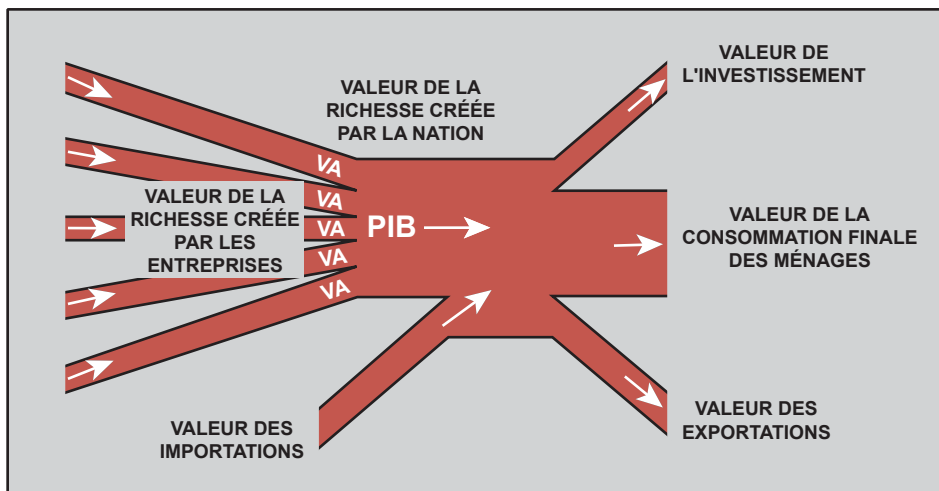 VALEUR DE
L'INVESTISSEMENT
VALEUR DE LA
RICHESSE CRÉÉE
PAR LA NATION
VA
VA
VA
VA
VA
VALEUR DE LA
RICHESSE CRÉÉE
PAR LES
ENTREPRISES
PIB
VALEUR DE LA
CONSOMMATION FINALE
DES MÉNAGES
VALEUR DES
IMPORTATIONS
VALEUR DES
EXPORTATIONS